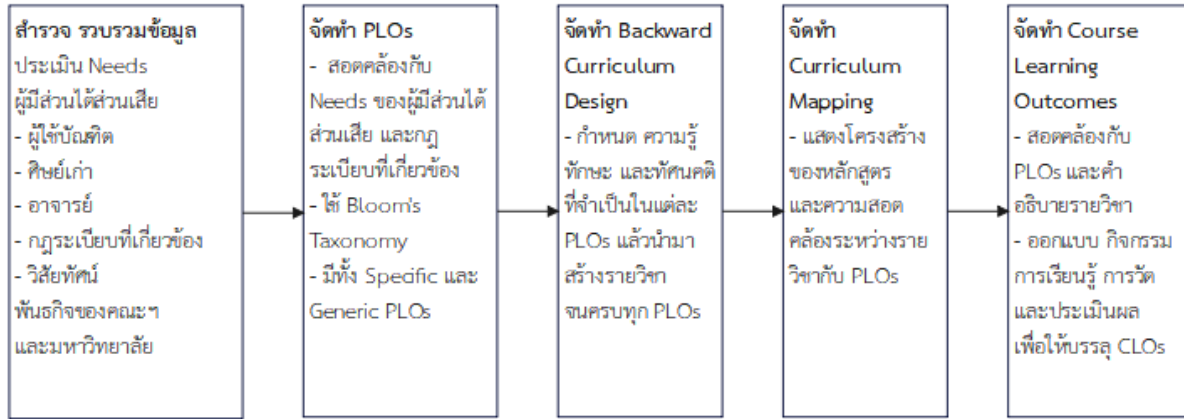 สำรวจ รวบรวมข้อมูล
ประเมิน Needs
ผู้มีส่วนได้ส่วนเสีย
- ผู้ใช้บัณฑิต
- ศิษย์เก่า
- อาจารย์
- กฎระเบียบที่เกี่ยวข้อง
- วิสัยทัศน์
พันธกิจของคณะฯ
และมหาวิทยาลัย
จัดทำ PLOs
- สอดคล้องกับ
Needs ของผู้มีส่วนได้
ส่วนเสีย และกฎ
ระเบียบที่เกี่ยวข้อง
- ใช้ Bloom's
Taxonomy
- มีทั้ง Specific และ
Generic PLOs
จัดทำ Backward
Curriculum
Design
- กำหนด ความรู้
ทักษะ และทัศนคติ
ที่จำเป็นในแต่ละ
PLOs แล้วนำมา
สร้างรายวิชา
จนครบทุก PLOs
จัดทำ
Curriculum
Mapping
- แสดงโครงสร้าง
ของหลักสูตร
และความสอด
คล้องระหว่างราย
วิชากับ PLOs
จัดทำ Course
Learning
Outcomes
- สอดคล้องกับ
PLOs และคำ
อธิบายรายวิชา
- ออกแบบ กิจกรรม
การเรียนรู้ การวัด
และประเมินผล
เพื่อให้บรรลุ CLOs